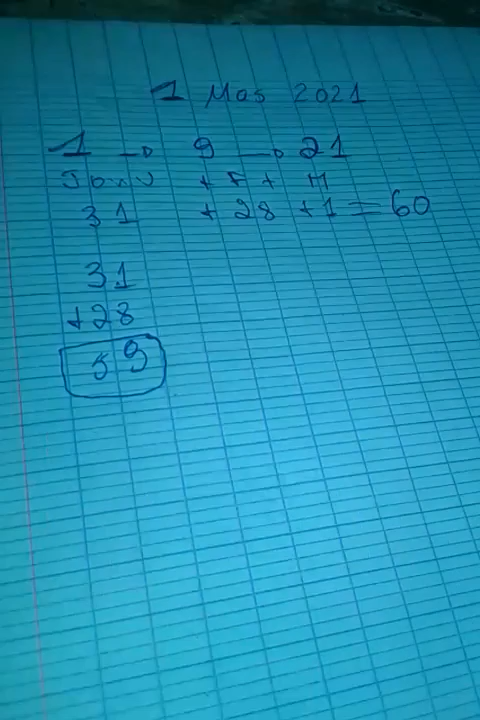 1 Mas 2021
1 → 9 → 21
Janv + F + M
31 + 28 + 1 = 60
31
+28
59